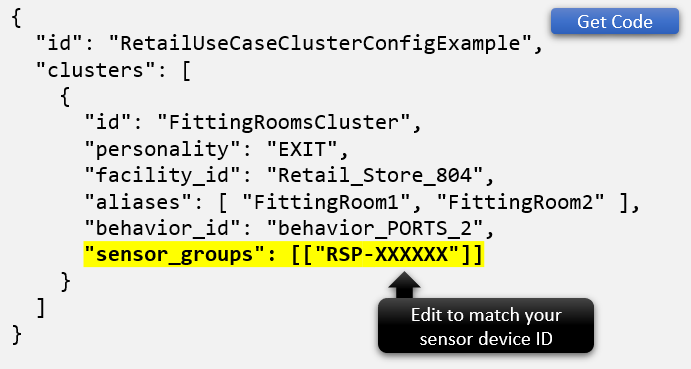 {
Get Code
"id": "RetailUseCaseClusterConfigExample",
"clusters": [
{
"id": "FittingRoomsCluster",
"personality": "EXIT",
"facility_id": "Retail_Store_804",
"aliases": [ "FittingRoom1", "FittingRoom2" ],
"behavior_id": "behavior_PORTS_2",
"sensor_groups": [["RSP-XXXXXX"]]
}
]
}
Edit to match your
sensor device ID